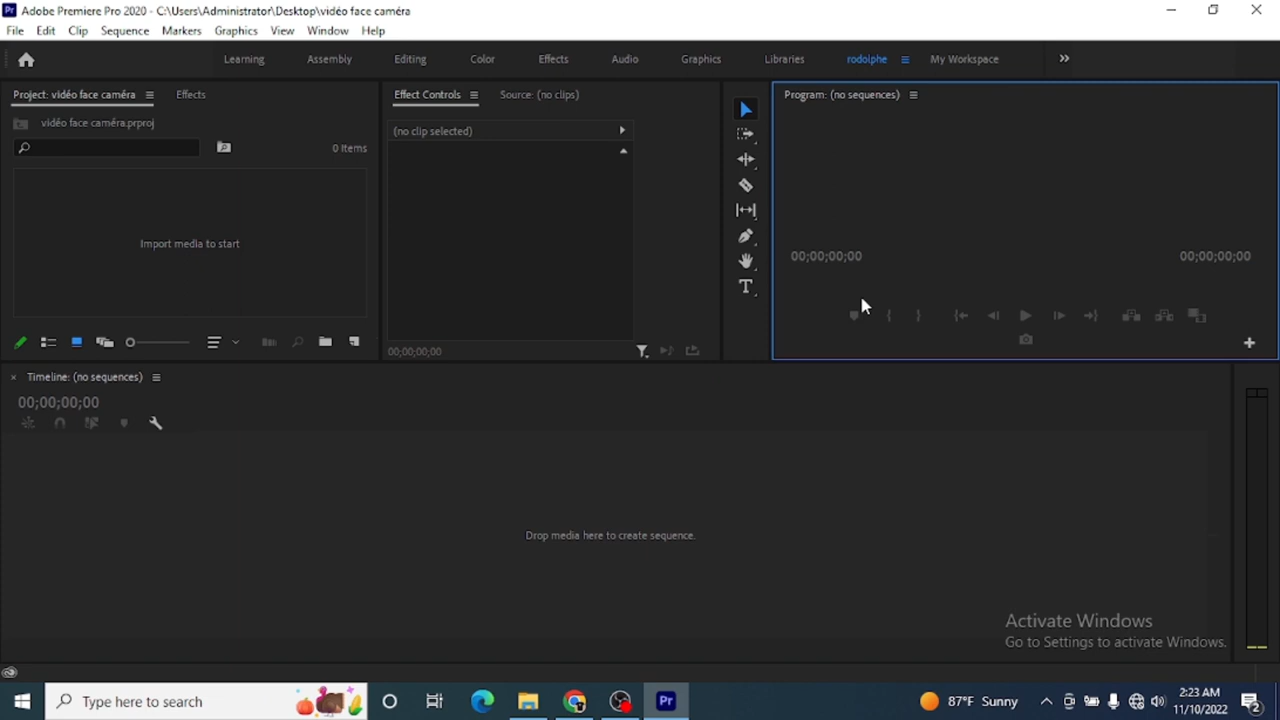 Pr Adobe Premiere Pro 2020 - C:\Users\Administrator\Desktop\vidéo face caméra
File Edit Clip Sequence Markers Graphics View Window Help
Learning Assembly Editing Color Effects Audio Graphics Libraries rodolphe My Workspace
Project: vidéo face caméra Effects
Effect Controls Source: (no clips)
Program: (no sequences)
vidéo face caméra.prproj
(no clip selected)
0 Items
Import media to start
00;00;00;00 00;00;00;00
T
00;00;00;00
Timeline: (no sequences)
00;00;00;00
Drop media here to create sequence.
Activate Windows
Go to Settings to activate Windows.
Type here to search
Pr
87°F Sunny
2:23 AM
11/10/2022
2